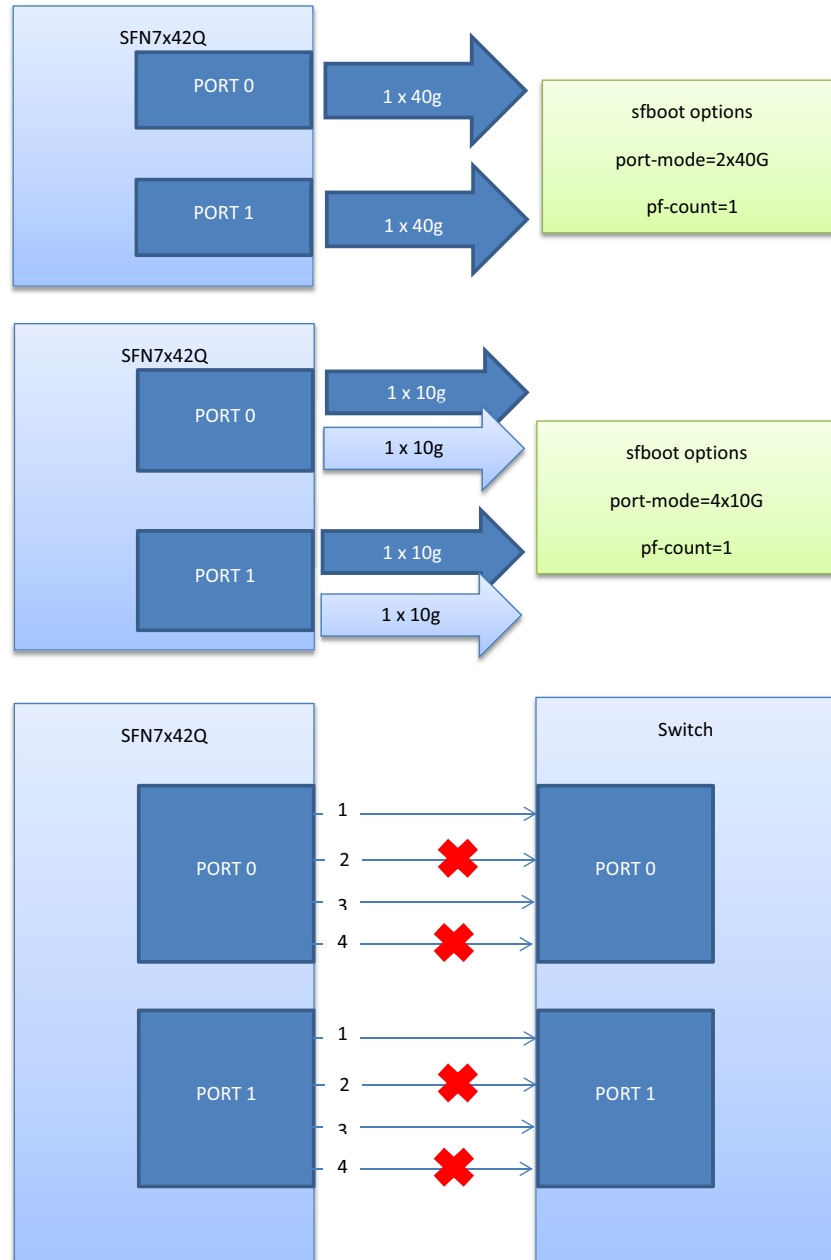 SFN7x42Q
PORT 0
1 x 40g
PORT 1
1 x 40g
sfboot options
port-mode=2x40G
pf-count=1
SFN7x42Q
PORT 0
1 x 10g
1 x 10g
PORT 1
1 x 10g
1 x 10g
sfboot options
port-mode=4x10G
pf-count=1
SFN7x42Q
Switch
PORT 0
1
2
3
4
PORT 0
PORT 1
1
2
3
4
PORT 1